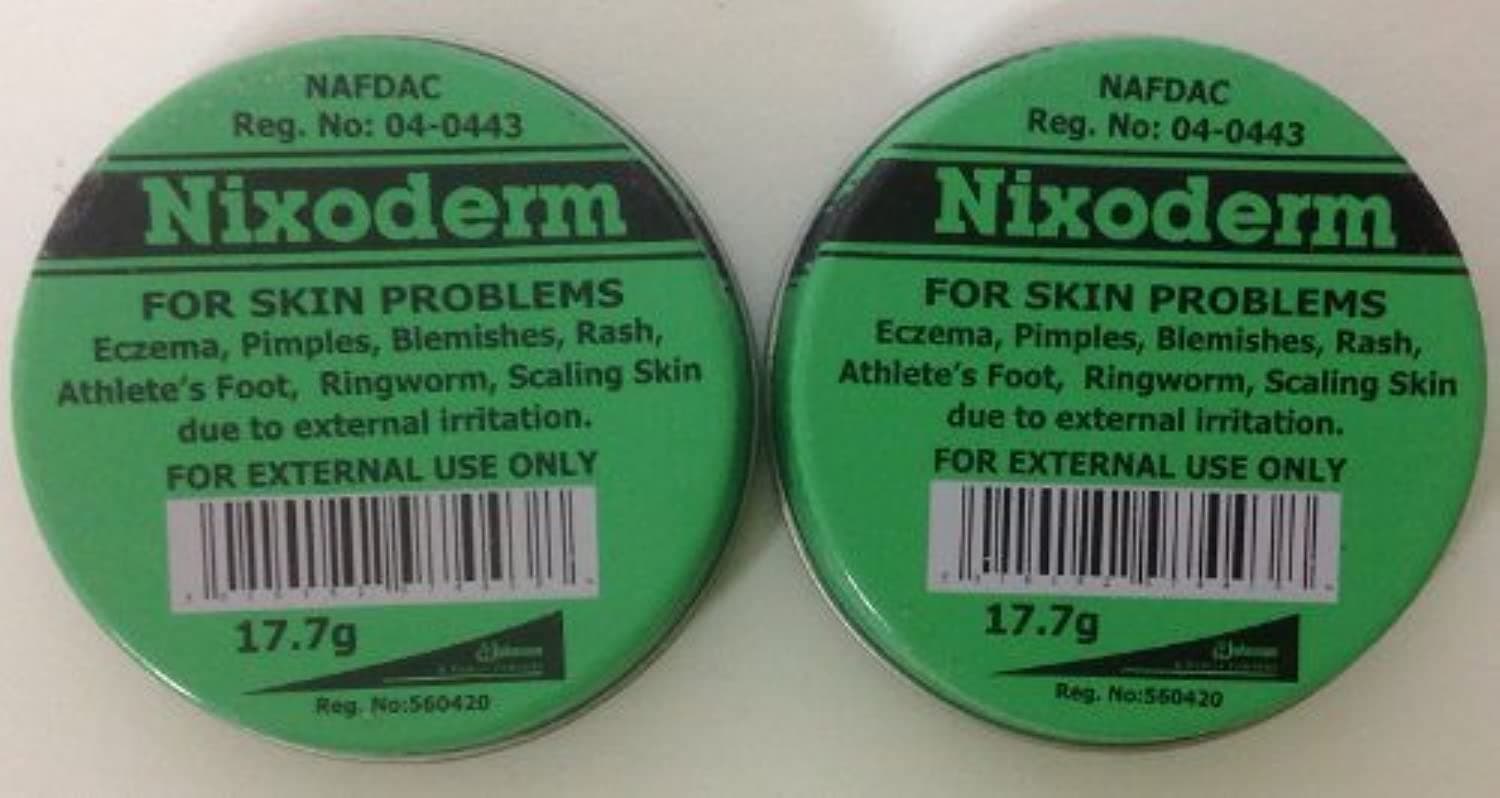 NAFDAC
Reg. No: 04-0443
Nixoderm
FOR SKIN PROBLEMS
Eczema, Pimples, Blemishes, Rash,
Athlete's Foot, Ringworm, Scaling Skin
due to external irritation.
FOR EXTERNAL USE ONLY
17.7g
Johnson
Reg. No:560420
NAFDAC
Reg. No: 04-0443
Nixoderm
FOR SKIN PROBLEMS
Eczema, Pimples, Blemishes, Rash,
Athlete's Foot, Ringworm, Scaling Skin
due to external irritation.
FOR EXTERNAL USE ONLY
17.7g
Johnson
Reg. No:560420